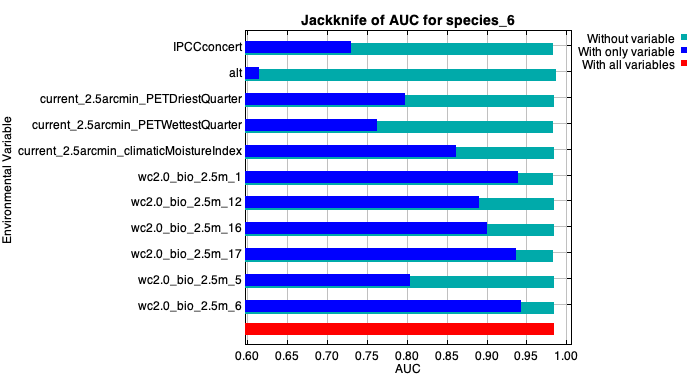 Jackknife of AUC for species_6
Without variable
With only variable
With all variables
Environmental Variable
IPCCconcert
alt
current_2.5arcmin_PETDriestQuarter
current_2.5arcmin_PETWettestQuarter
current_2.5arcmin_climaticMoistureIndex
wc2.0_bio_2.5m_1
wc2.0_bio_2.5m_12
wc2.0_bio_2.5m_16
wc2.0_bio_2.5m_17
wc2.0_bio_2.5m_5
wc2.0_bio_2.5m_6
0.60 0.65 0.70 0.75 0.80 0.85 0.90 0.95 1.00
AUC